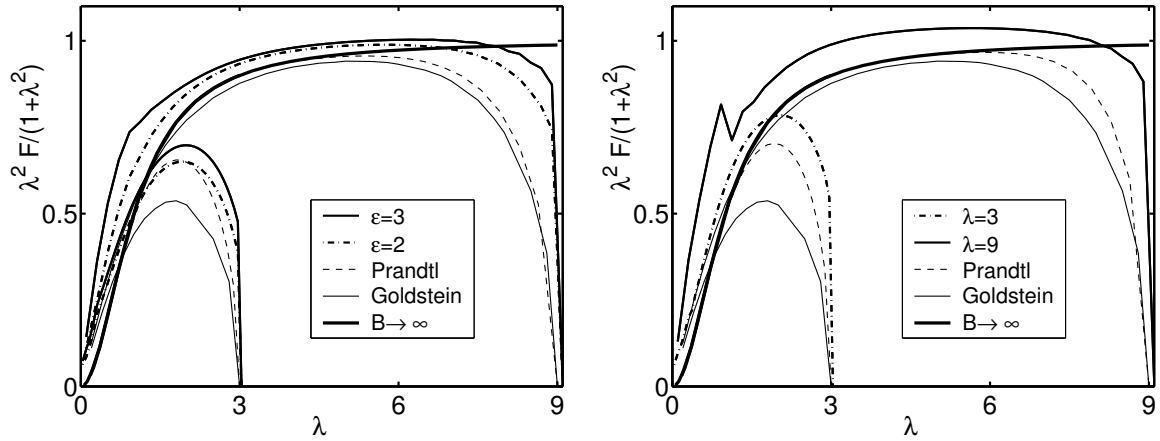 λ² F/(1+λ²)
1
0.5
0
ε=3
ε=2
Prandtl
Goldstein
B→ ∞
0 3 6 9
λ
λ² F/(1+λ²)
1
0.5
0
λ=3
λ=9
Prandtl
Goldstein
B→ ∞
0 3 6 9
λ